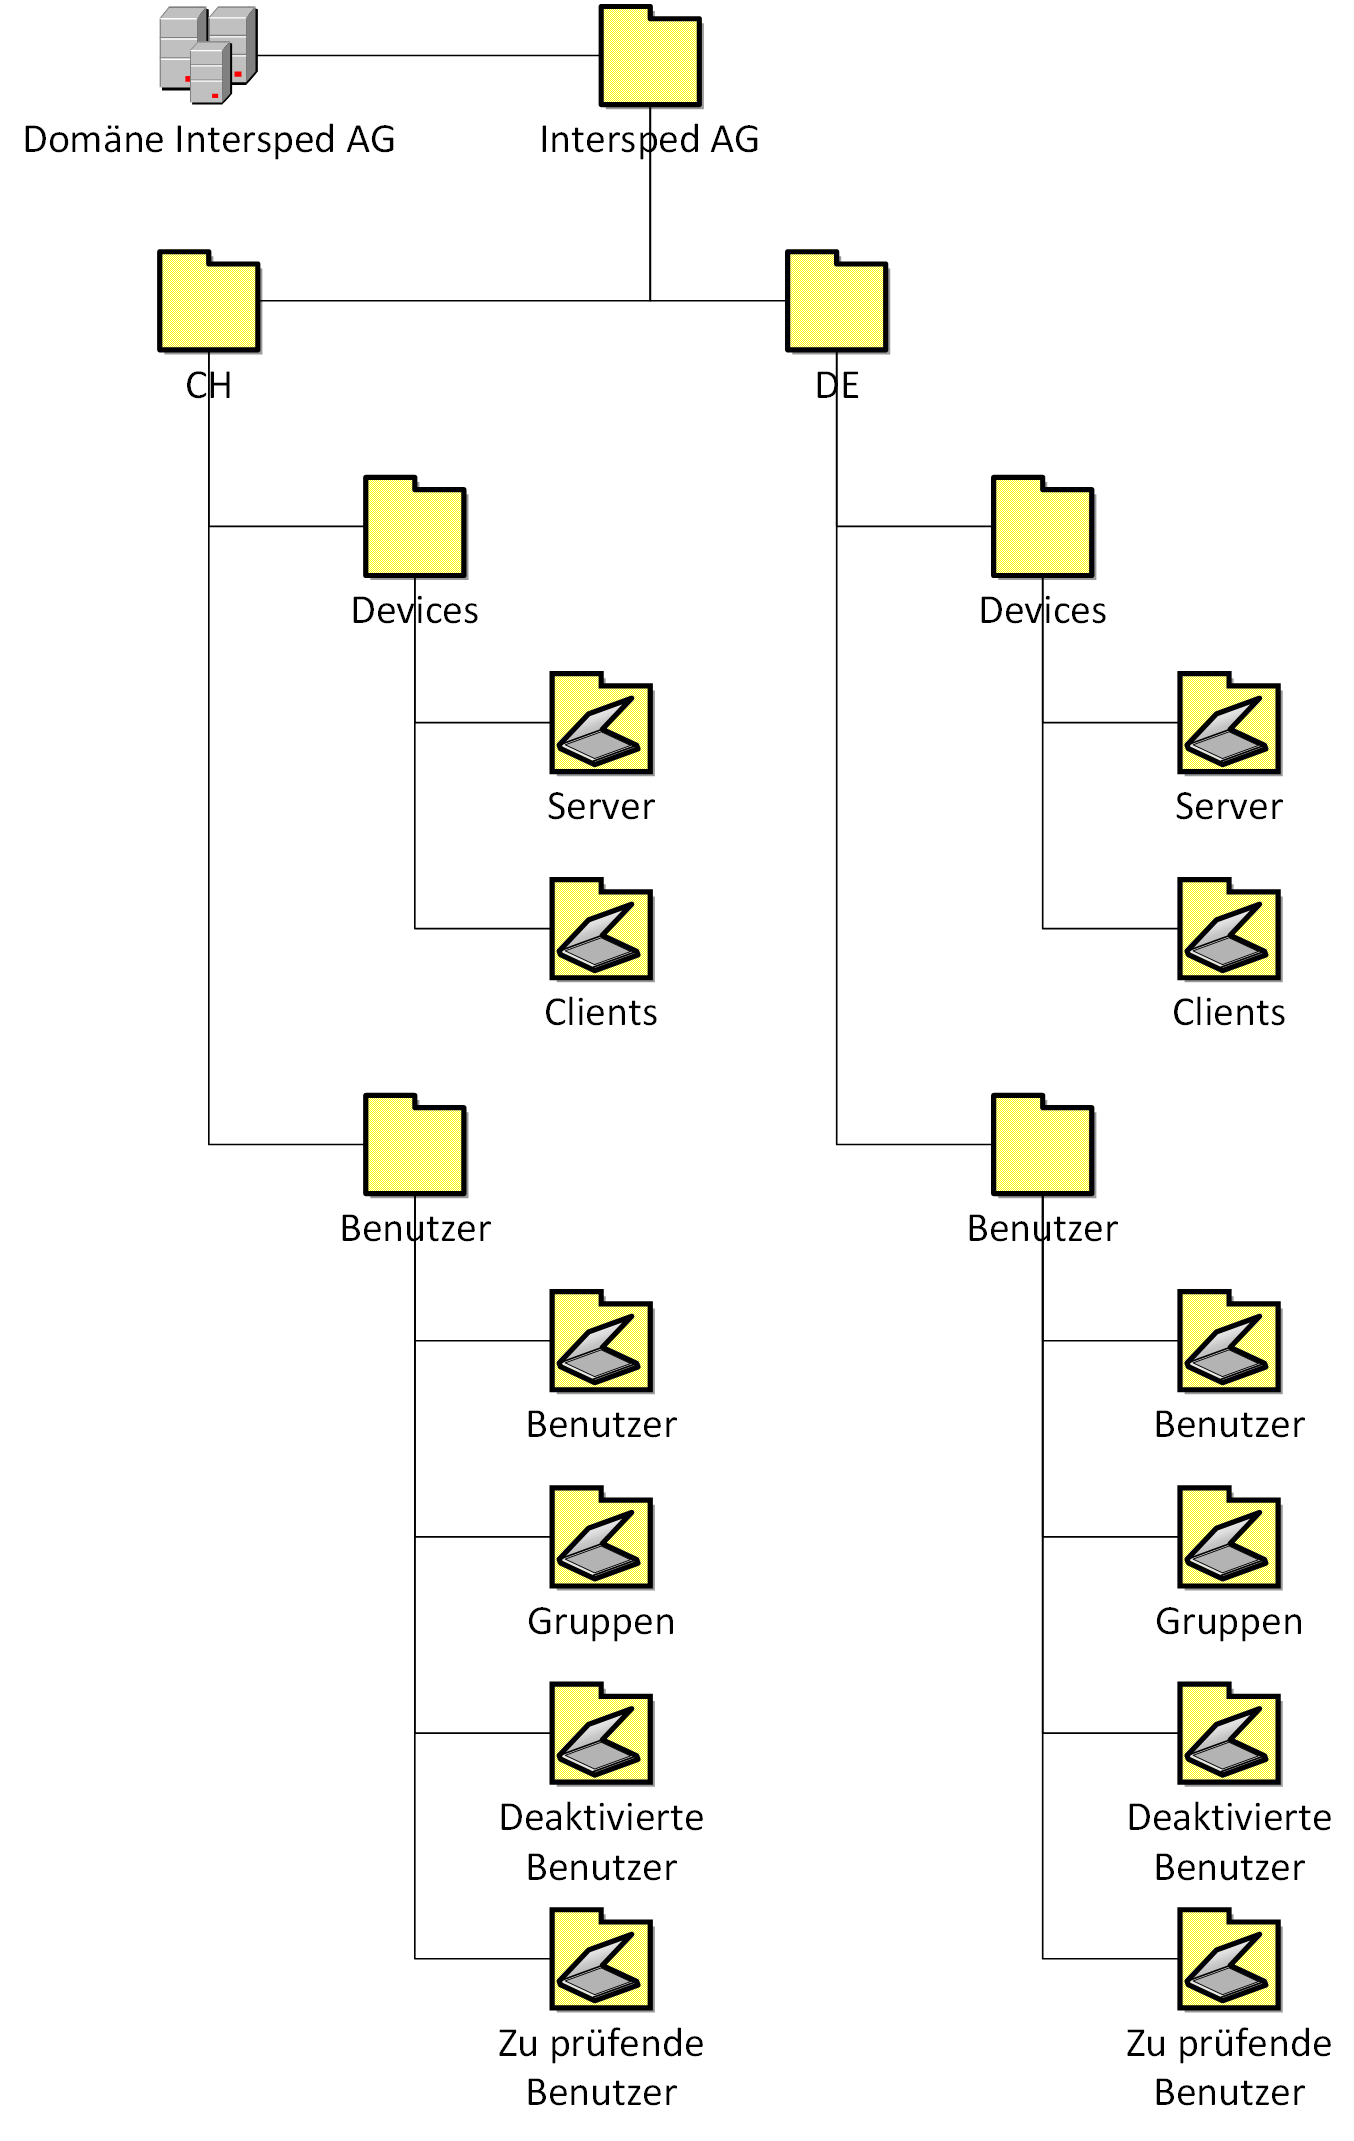 Domäne Intersped AG
Intersped AG
CH
DE
Devices
Devices
Server
Server
Clients
Clients
Benutzer
Benutzer
Benutzer
Benutzer
Gruppen
Gruppen
Deaktivierte
Benutzer
Deaktivierte
Benutzer
Zu prüfende
Benutzer
Zu prüfende
Benutzer